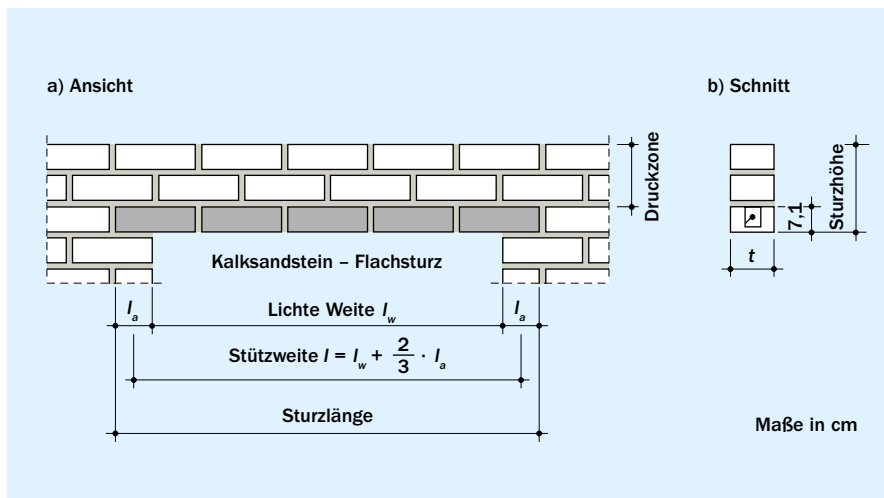 a) Ansicht
b) Schnitt
Druckzone
Sturzhöhe
7,1
Kalksandstein – Flachsturz
t
l_a
Lichte Weite l_w
l_a
Stützweite l = l_w + 2/3 · l_a
Sturzlänge
Maße in cm